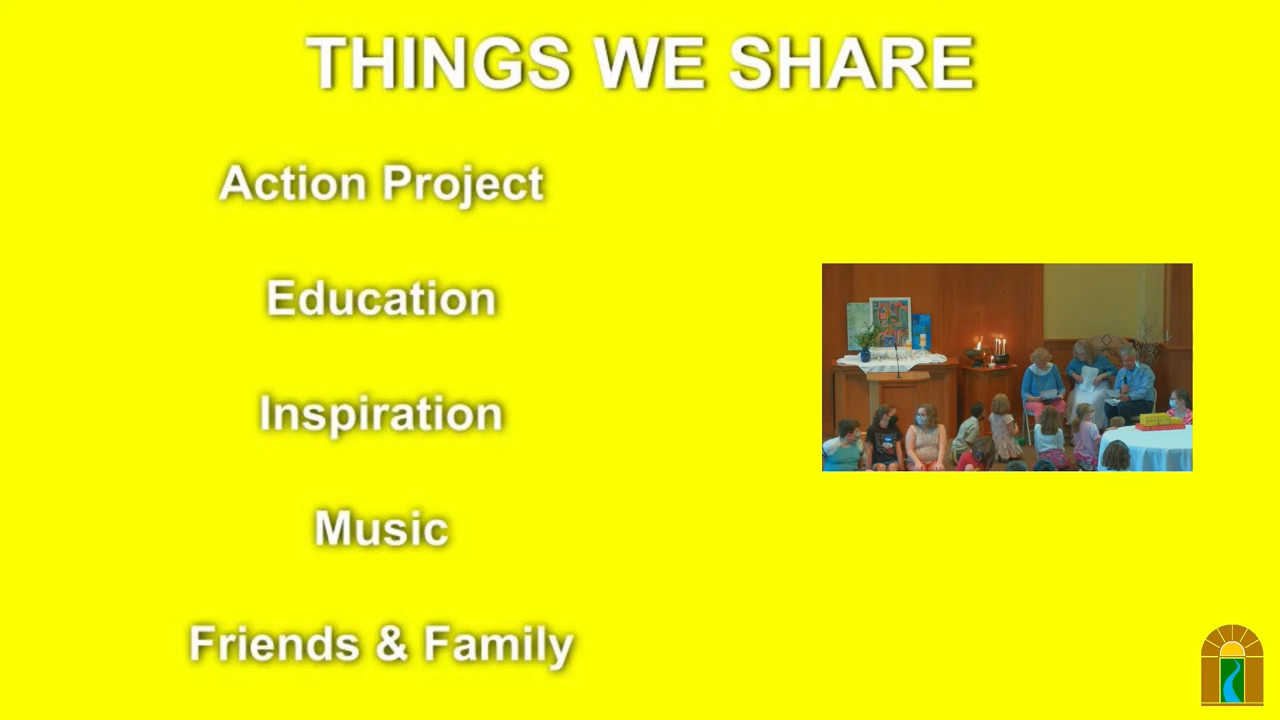 THINGS WE SHARE
Action Project
Education
Inspiration
Music
Friends & Family